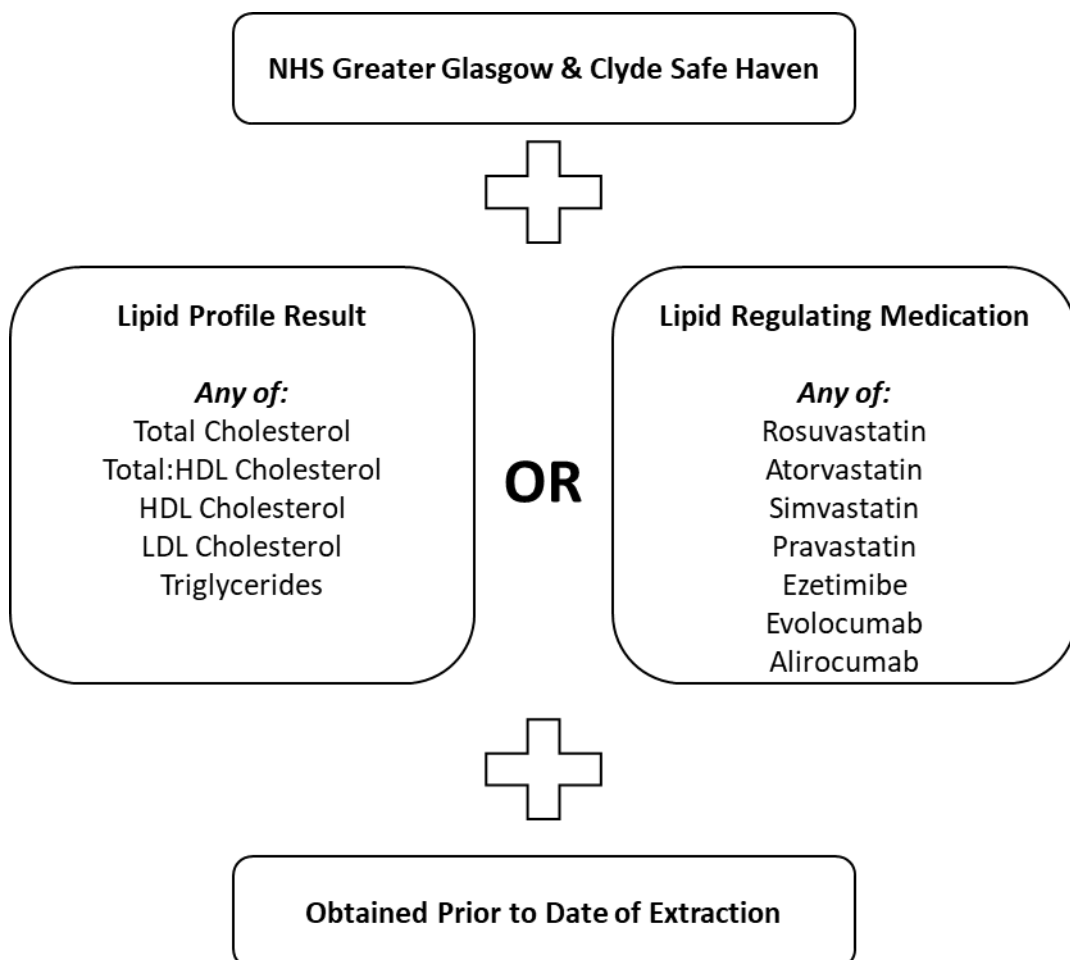 NHS Greater Glasgow & Clyde Safe Haven
Lipid Profile Result
Any of:
Total Cholesterol
Total:HDL Cholesterol
HDL Cholesterol
LDL Cholesterol
Triglycerides
OR
Lipid Regulating Medication
Any of:
Rosuvastatin
Atorvastatin
Simvastatin
Pravastatin
Ezetimibe
Evolocumab
Alirocumab
Obtained Prior to Date of Extraction